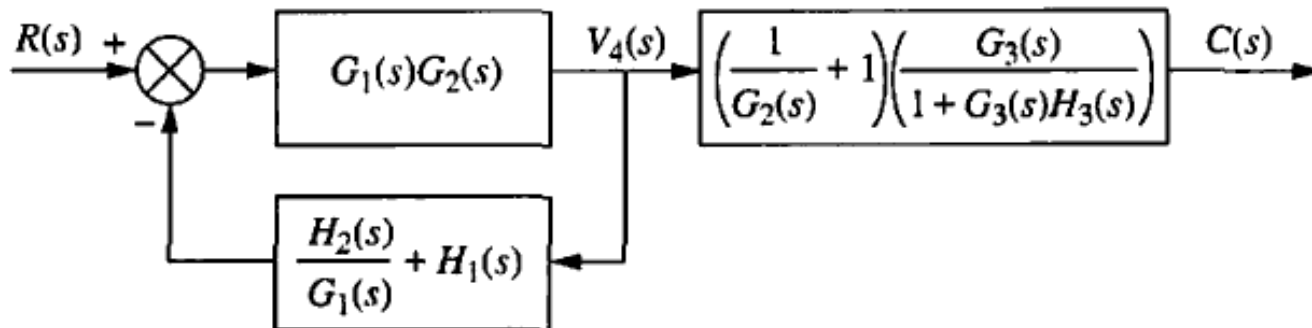 R(s) + −
G₁(s)G₂(s)
V₄(s)
(1/G₂(s) + 1)(G₃(s)/(1 + G₃(s)H₃(s)))
C(s)
H₂(s)/G₁(s) + H₁(s)